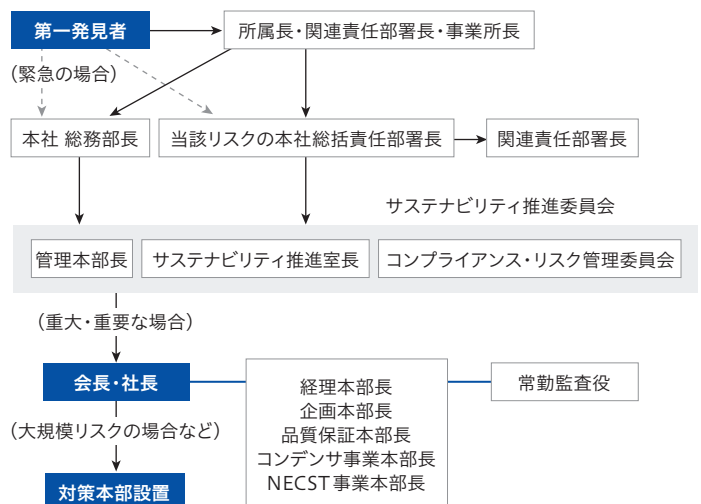 第一発見者
所属長・関連責任部署長・事業所長
（緊急の場合）
本社 総務部長
当該リスクの本社総括責任部署長
関連責任部署長
サステナビリティ推進委員会
管理本部長
サステナビリティ推進室長
コンプライアンス・リスク管理委員会
（重大・重要な場合）
会長・社長
経理本部長
企画本部長
品質保証本部長
コンデンサ事業本部長
NECST事業本部長
常勤監査役
（大規模リスクの場合など）
対策本部設置